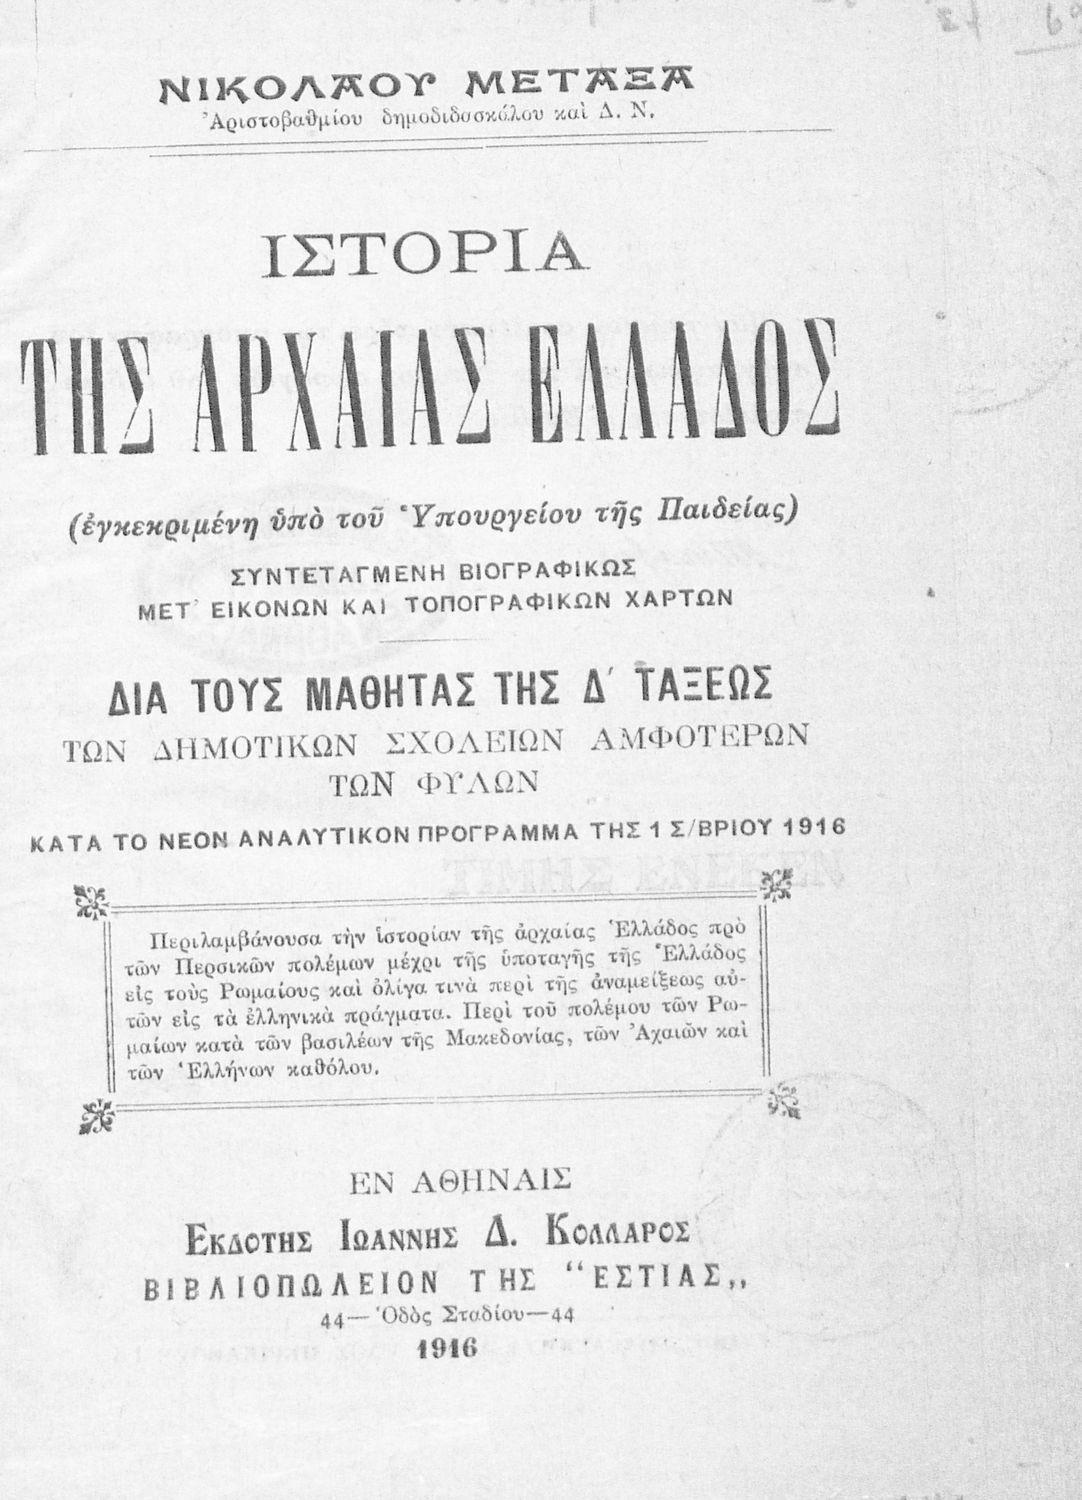 ΝΙΚΟΛΑΟΥ ΜΕΤΑΞΑ
Ἀριστοβαθμίου δημοδιδοσκάλου καὶ Δ. Ν.
ΙΣΤΟΡΙΑ
ΤΗΣ ΑΡΧΑΙΑΣ ΕΛΛΑΔΟΣ
(ἐγκεκριμένη ὑπὸ τοῦ Ὑπουργείου τῆς Παιδείας)
ΣΥΝΤΕΤΑΓΜΕΝΗ ΒΙΟΓΡΑΦΙΚΩΣ
ΜΕΤ' ΕΙΚΟΝΩΝ ΚΑΙ ΤΟΠΟΓΡΑΦΙΚΩΝ ΧΑΡΤΩΝ
ΔΙΑ ΤΟΥΣ ΜΑΘΗΤΑΣ ΤΗΣ Δ΄ ΤΑΞΕΩΣ
ΤΩΝ ΔΗΜΟΤΙΚΩΝ ΣΧΟΛΕΙΩΝ ΑΜΦΟΤΕΡΩΝ
ΤΩΝ ΦΥΛΩΝ
ΚΑΤΑ ΤΟ ΝΕΟΝ ΑΝΑΛΥΤΙΚΟΝ ΠΡΟΓΡΑΜΜΑ ΤΗΣ 1 Σ/ΒΡΙΟΥ 1916
Περιλαμβάνουσα τὴν ἱστορίαν τῆς ἀρχαίας Ἑλλάδος πρὸ
τῶν Περσικῶν πολέμων μέχρι τῆς ὑποταγῆς τῆς Ἑλλάδος
εἰς τοὺς Ρωμαίους καὶ ὀλίγα τινὰ περὶ τῆς ἀναμείξεως αὐ-
τῶν εἰς τὰ ἑλληνικὰ πράγματα. Περὶ τοῦ πολέμου τῶν Ρω-
μαίων κατὰ τῶν βασιλέων τῆς Μακεδονίας, τῶν Ἀχαιῶν καὶ
τῶν Ἑλλήνων καθόλου.
ΕΝ ΑΘΗΝΑΙΣ
ΕΚΔΟΤΗΣ ΙΩΑΝΝΗΣ Δ. ΚΟΛΛΑΡΟΣ
ΒΙΒΛΙΟΠΩΛΕΙΟΝ ΤΗΣ "ΕΣΤΙΑΣ„
44—Ὁδὸς Σταδίου—44
1916